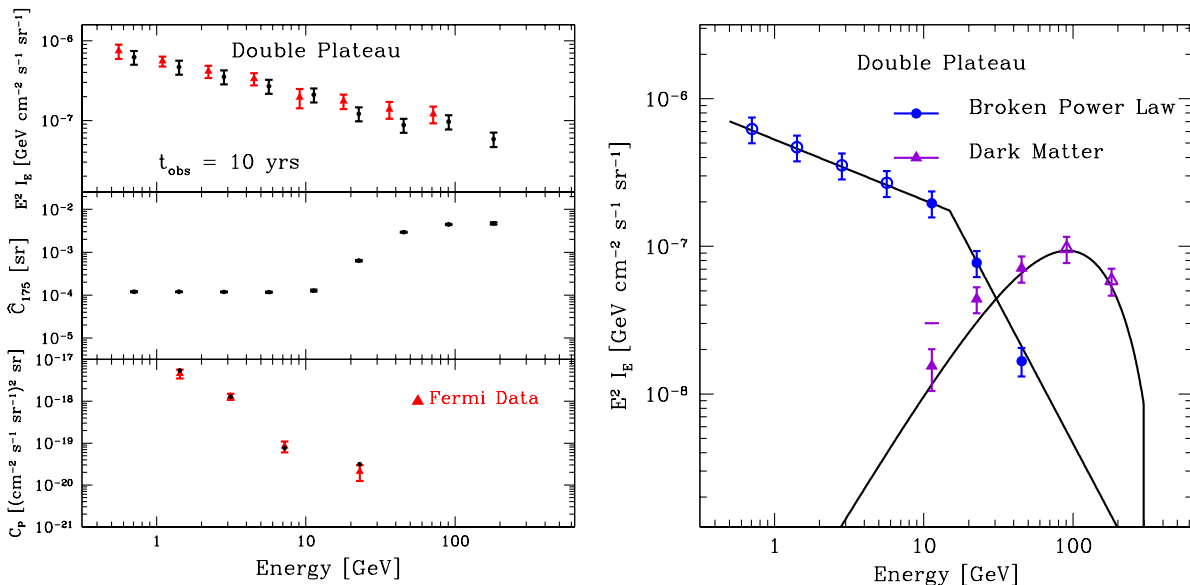 Double Plateau
E² I_E [GeV cm⁻² s⁻¹ sr⁻¹]
10⁻⁶
10⁻⁷
t_obs = 10 yrs
Ĉ₁₇₅ [sr]
10⁻²
10⁻³
10⁻⁴
10⁻⁵
C_P [(cm⁻² s⁻¹ sr⁻¹)² sr]
10⁻¹⁷
10⁻¹⁸
10⁻¹⁹
10⁻²⁰
10⁻²¹
Fermi Data
1 10 100
Energy [GeV]
Double Plateau
Broken Power Law
Dark Matter
E² I_E [GeV cm⁻² s⁻¹ sr⁻¹]
10⁻⁶
10⁻⁷
10⁻⁸
1 10 100
Energy [GeV]